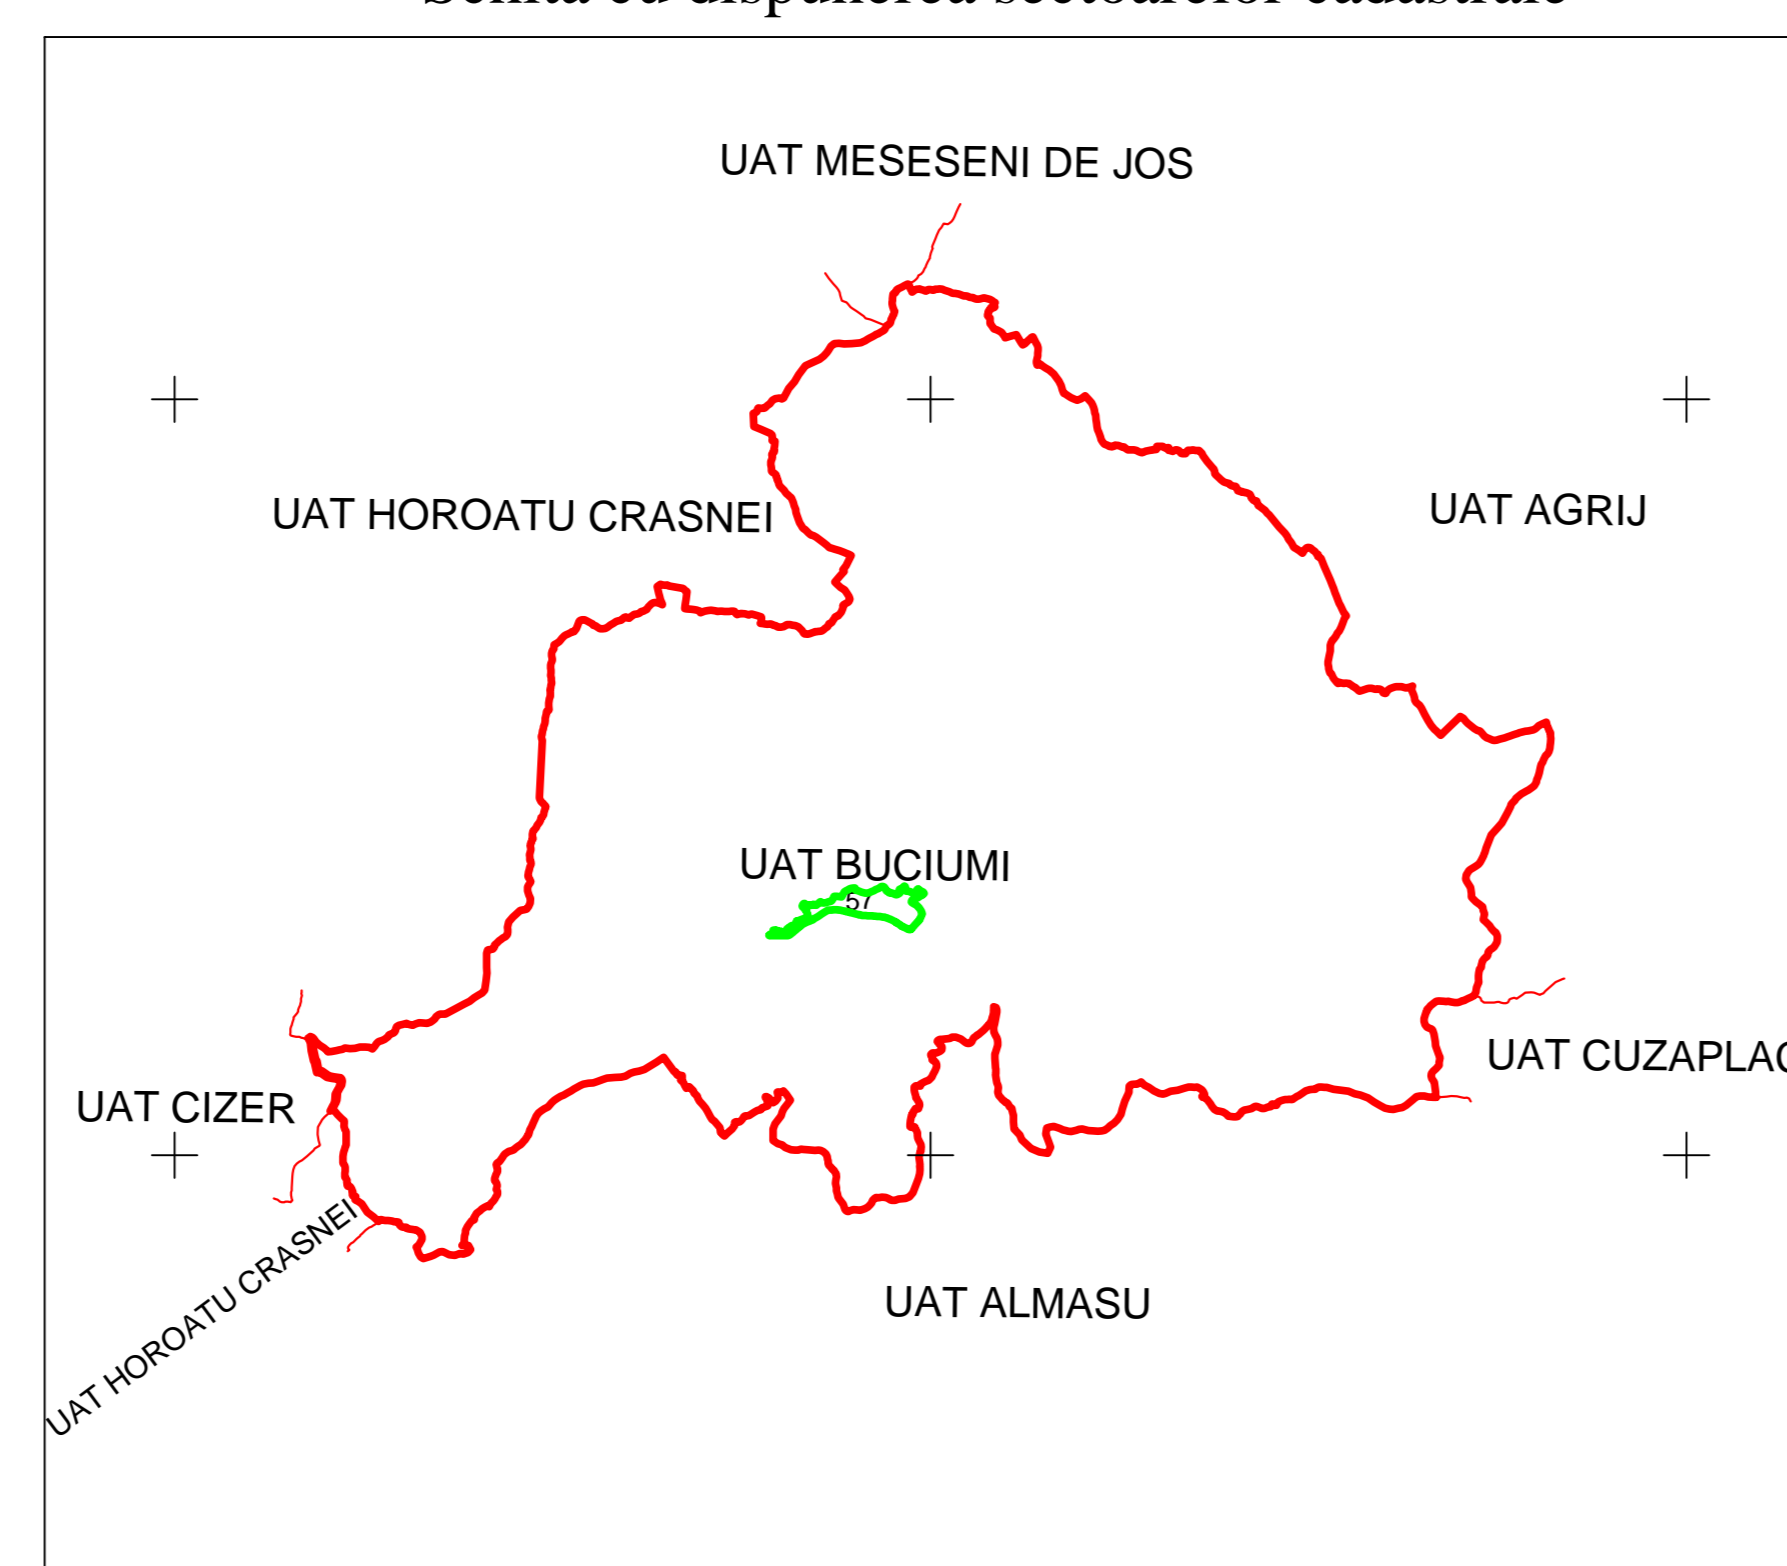 UAT MESESENI DE JOS
UAT HOROATU CRASNEI
UAT AGRIJ
UAT BUCIUMI
57
UAT CUZAPLAC
UAT CIZER
UAT HOROATU CRASNEI
UAT ALMASU